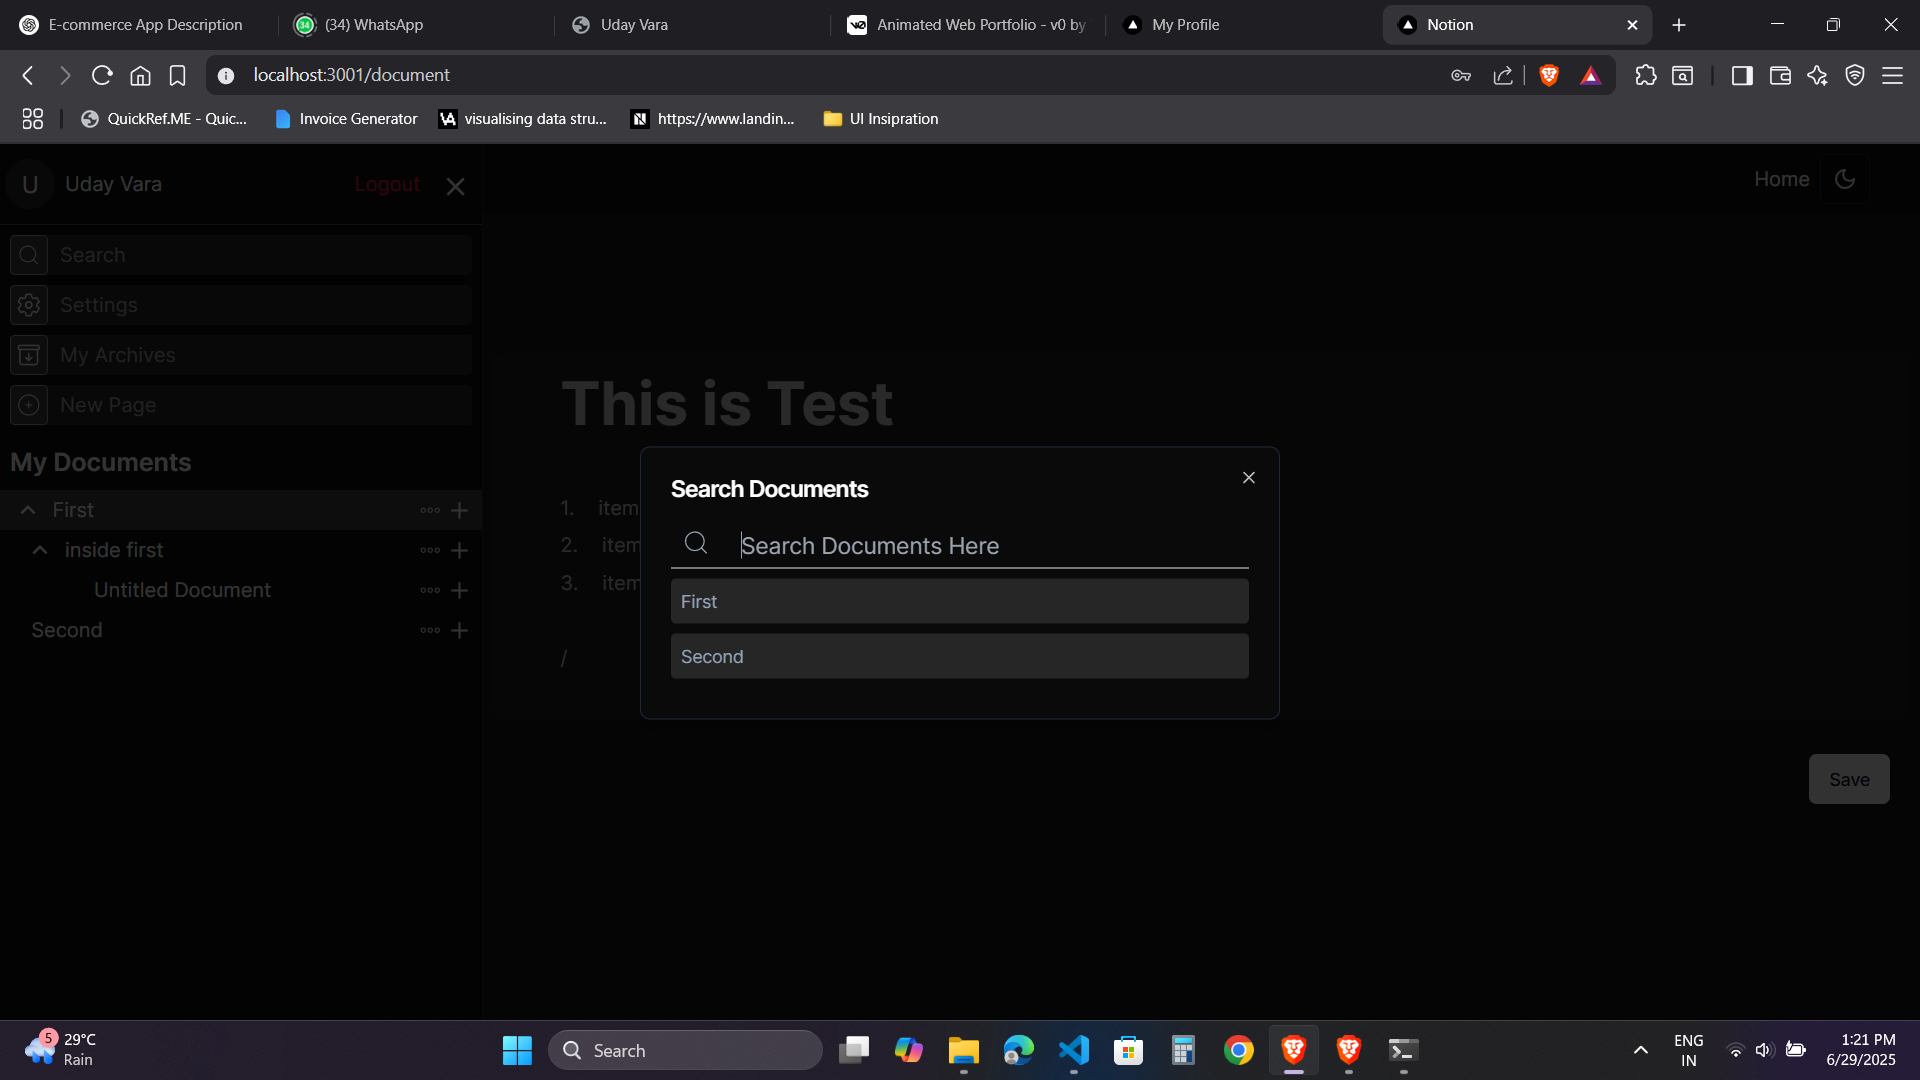 E-commerce App Description
(34) WhatsApp
Uday Vara
Animated Web Portfolio - v0 by
My Profile
Notion
localhost:3001/document
QuickRef.ME - Quic...
Invoice Generator
visualising data stru...
https://www.landin...
UI Insipration
U
Uday Vara
Logout
Home
Search
Settings
My Archives
New Page
My Documents
First
inside first
Untitled Document
Second
This is Test
1. item
2. item
3. item
/
Search Documents
Search Documents Here
First
Second
Save
5
29°C
Rain
Search
ENG
IN
1:21 PM
6/29/2025